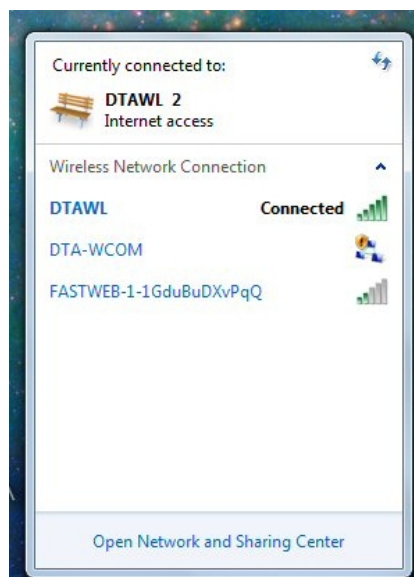 Currently connected to:
DTAWL 2
Internet access
Wireless Network Connection
DTAWL Connected
DTA-WCOM
FASTWEB-1-1GduBuDXvPqQ
Open Network and Sharing Center